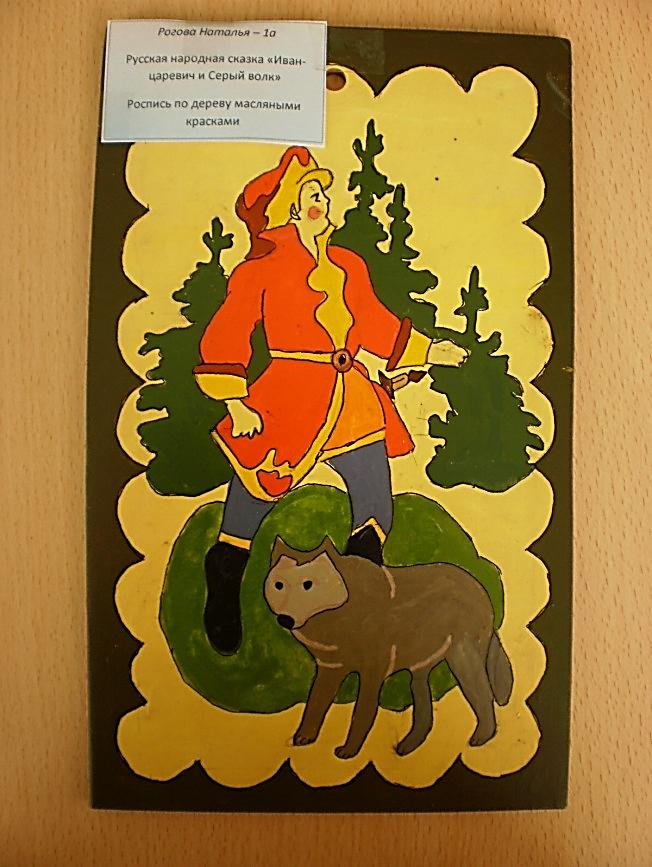 Рогова Наталья – 1а
Русская народная сказка «Иван-
царевич и Серый волк»
Роспись по дереву масляными
красками